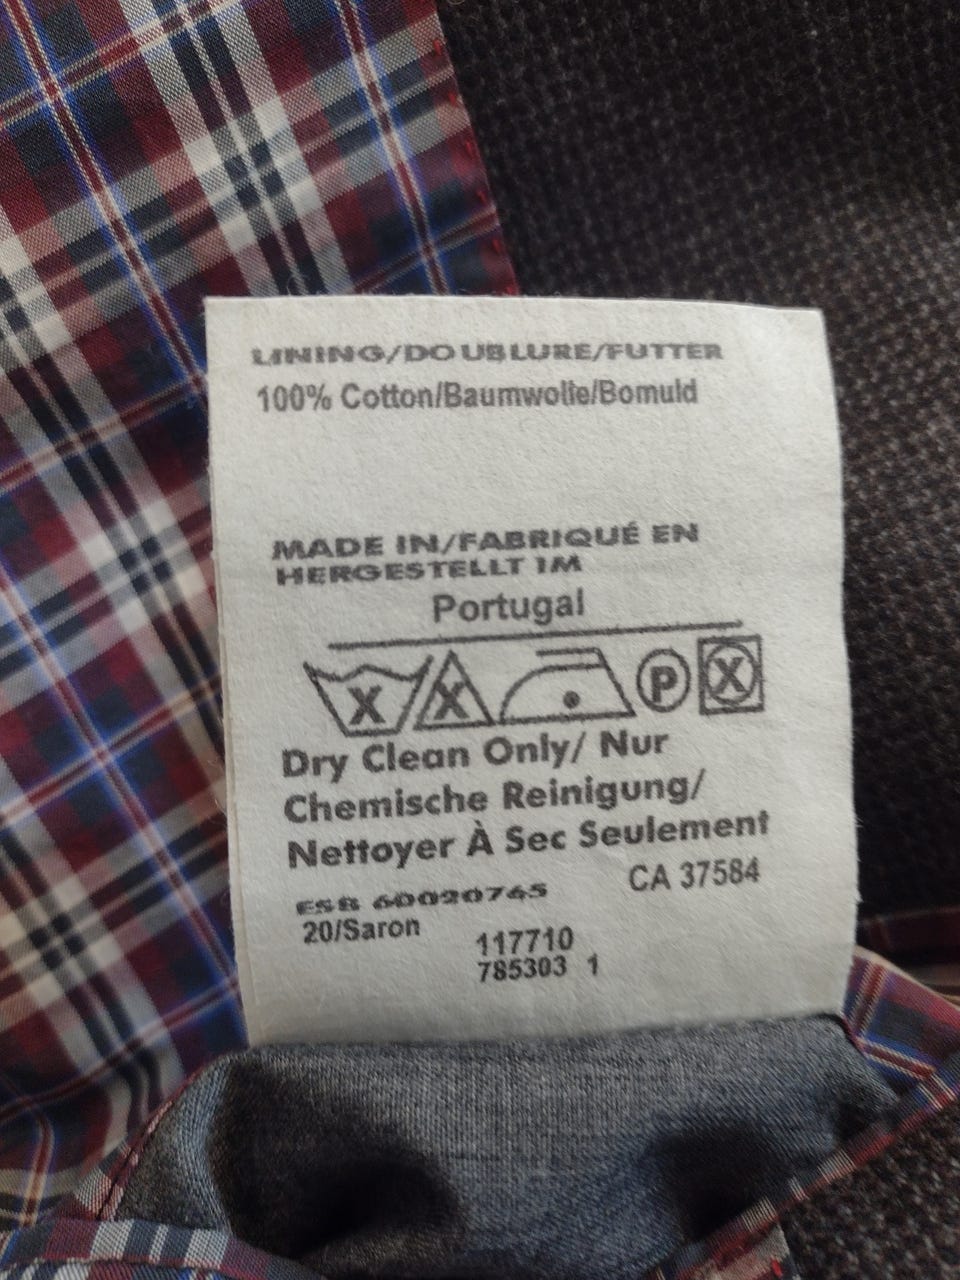 LINING/DOUBLURE/FUTTER
100% Cotton/Baumwolle/Bomuld
MADE IN/FABRIQUÉ EN
HERGESTELLT IM
Portugal
X X P X
Dry Clean Only/ Nur
Chemische Reinigung/
Nettoyer À Sec Seulement
CA 37584
ESB 60020745
20/Saron
117710
785303 1